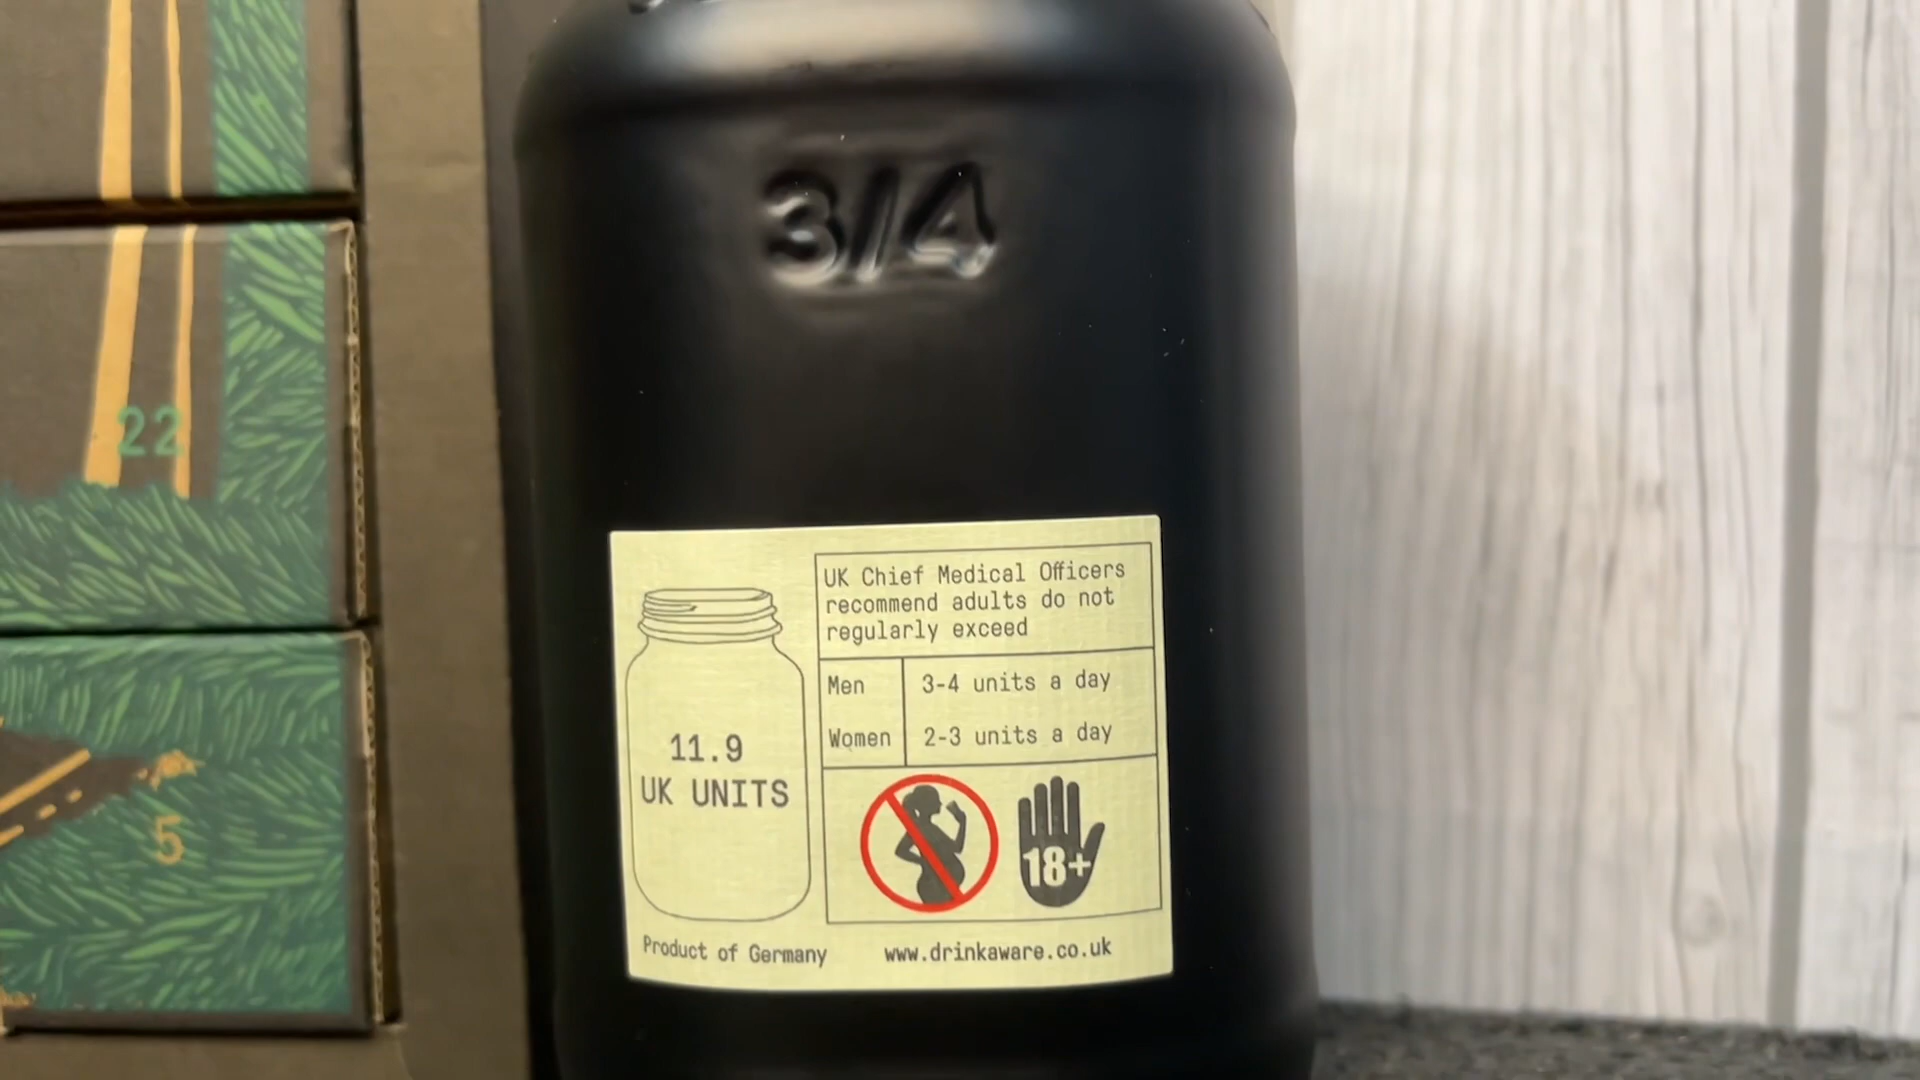 3/4
22
5
UK Chief Medical Officers
recommend adults do not
regularly exceed
Men 3-4 units a day
Women 2-3 units a day
11.9
UK UNITS
18+
Product of Germany
www.drinkaware.co.uk